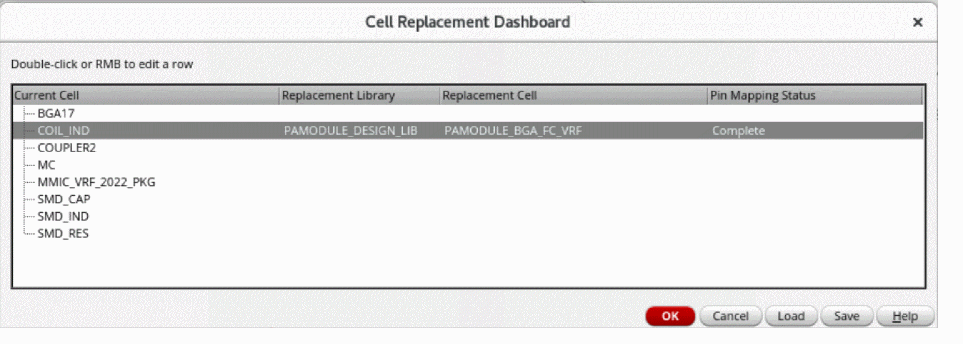 Cell Replacement Dashboard
×
Double-click or RMB to edit a row
Current Cell Replacement Library Replacement Cell Pin Mapping Status
BGA17
COIL_IND PAMODULE_DESIGN_LIB PAMODULE_BGA_FC_VRF Complete
COUPLER2
MC
MMIC_VRF_2022_PKG
SMD_CAP
SMD_IND
SMD_RES
OK Cancel Load Save Help